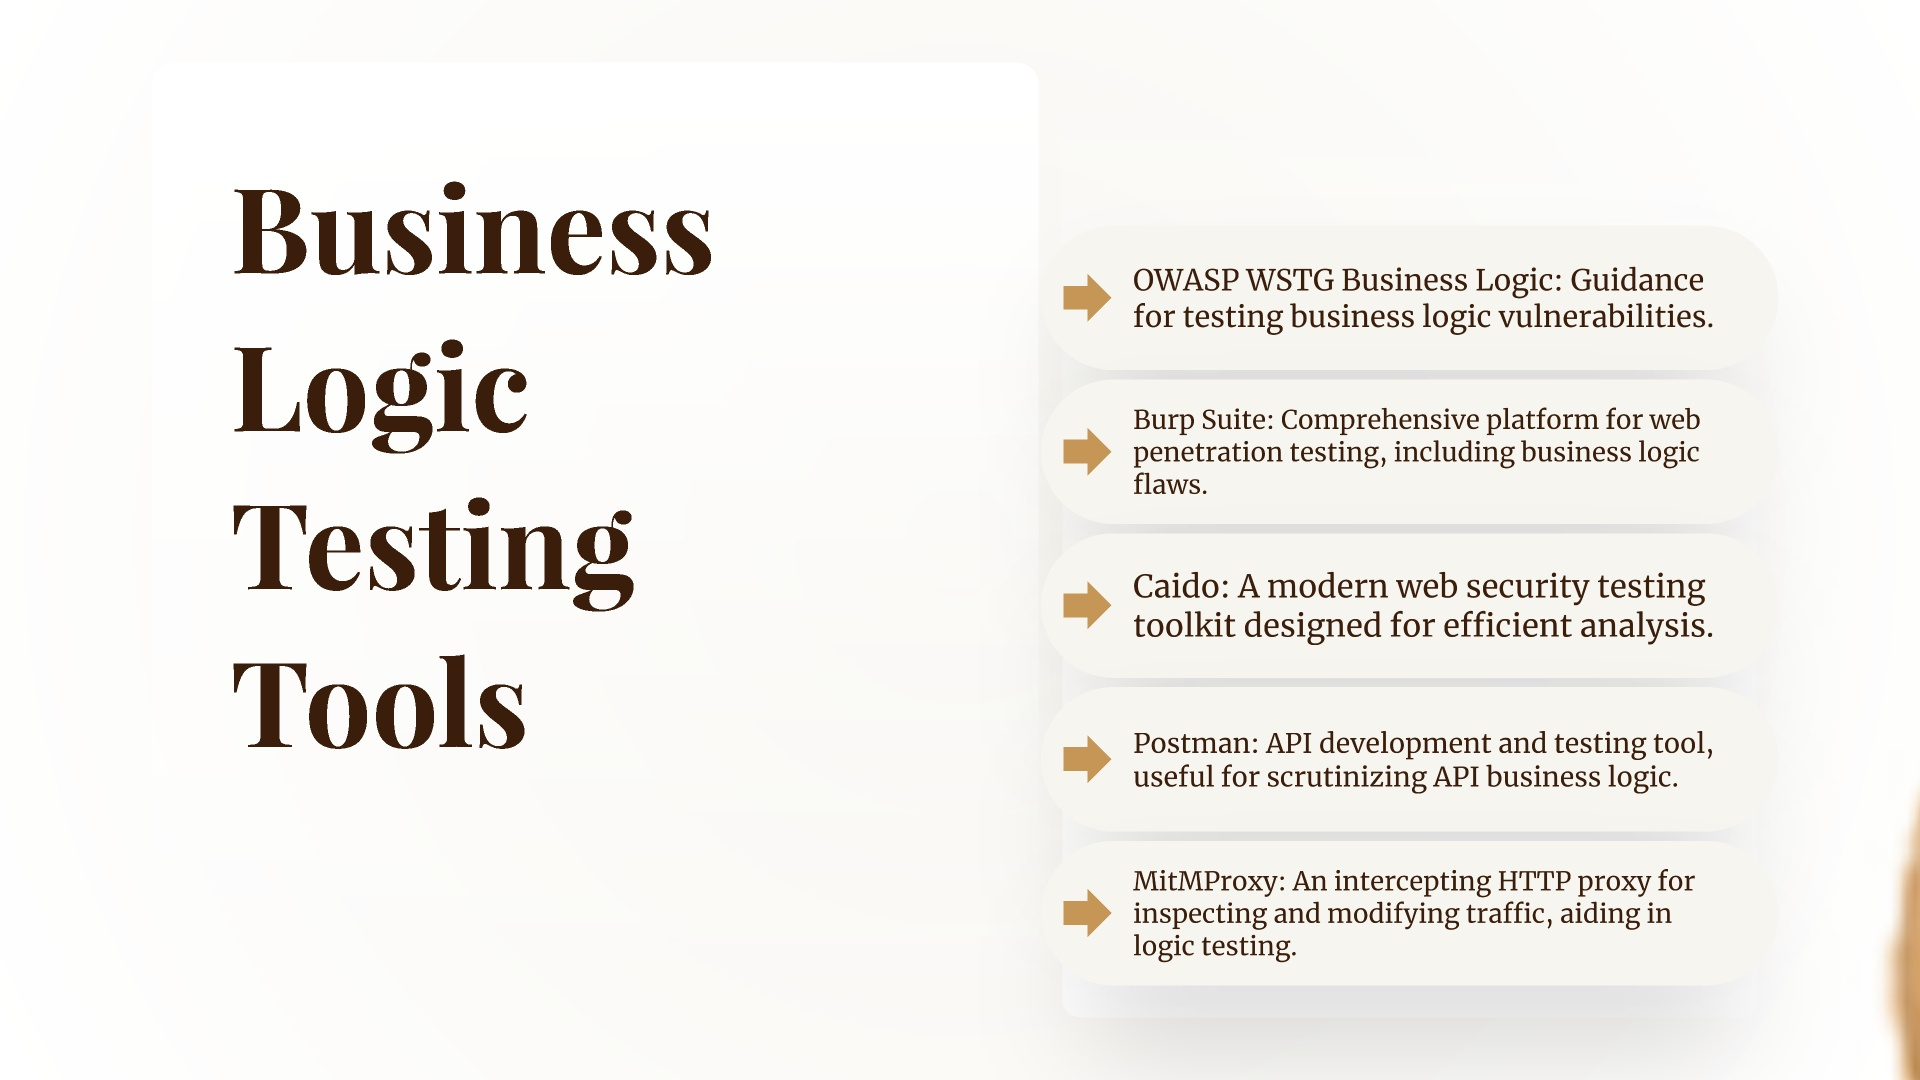 Business
Logic
Testing
Tools
OWASP WSTG Business Logic: Guidance
for testing business logic vulnerabilities.
Burp Suite: Comprehensive platform for web
penetration testing, including business logic
flaws.
Caido: A modern web security testing
toolkit designed for efficient analysis.
Postman: API development and testing tool,
useful for scrutinizing API business logic.
MitMProxy: An intercepting HTTP proxy for
inspecting and modifying traffic, aiding in
logic testing.